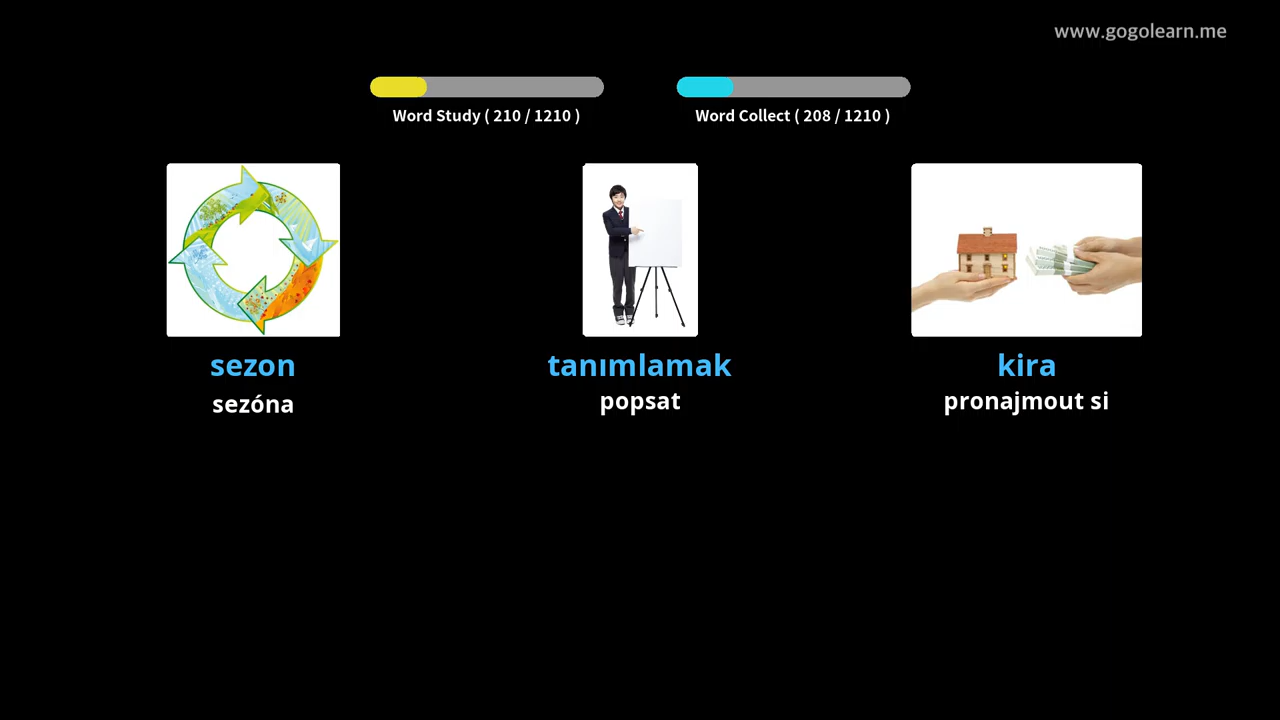 www.gogolearn.me
Word Study ( 210 / 1210 )
Word Collect ( 208 / 1210 )
sezon
sezóna
tanımlamak
popsat
kira
pronajmout si